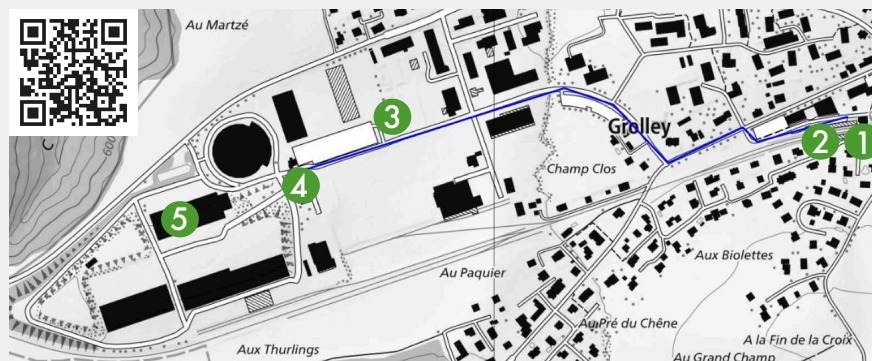 Au Martzé
3
Grolley
2
1
Champ Clos
4
5
600
Aux Biolettes
Au Paquier
Au Pré du Chêne
A la Fin de la Croix
Aux Thurlings
Au Grand Champ